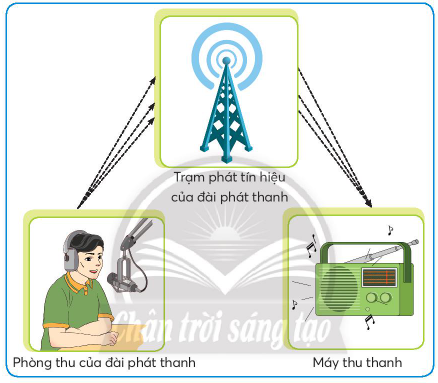 Trạm phát tín hiệu
của đài phát thanh
Chân trời sáng tạo
Phòng thu của đài phát thanh
Máy thu thanh